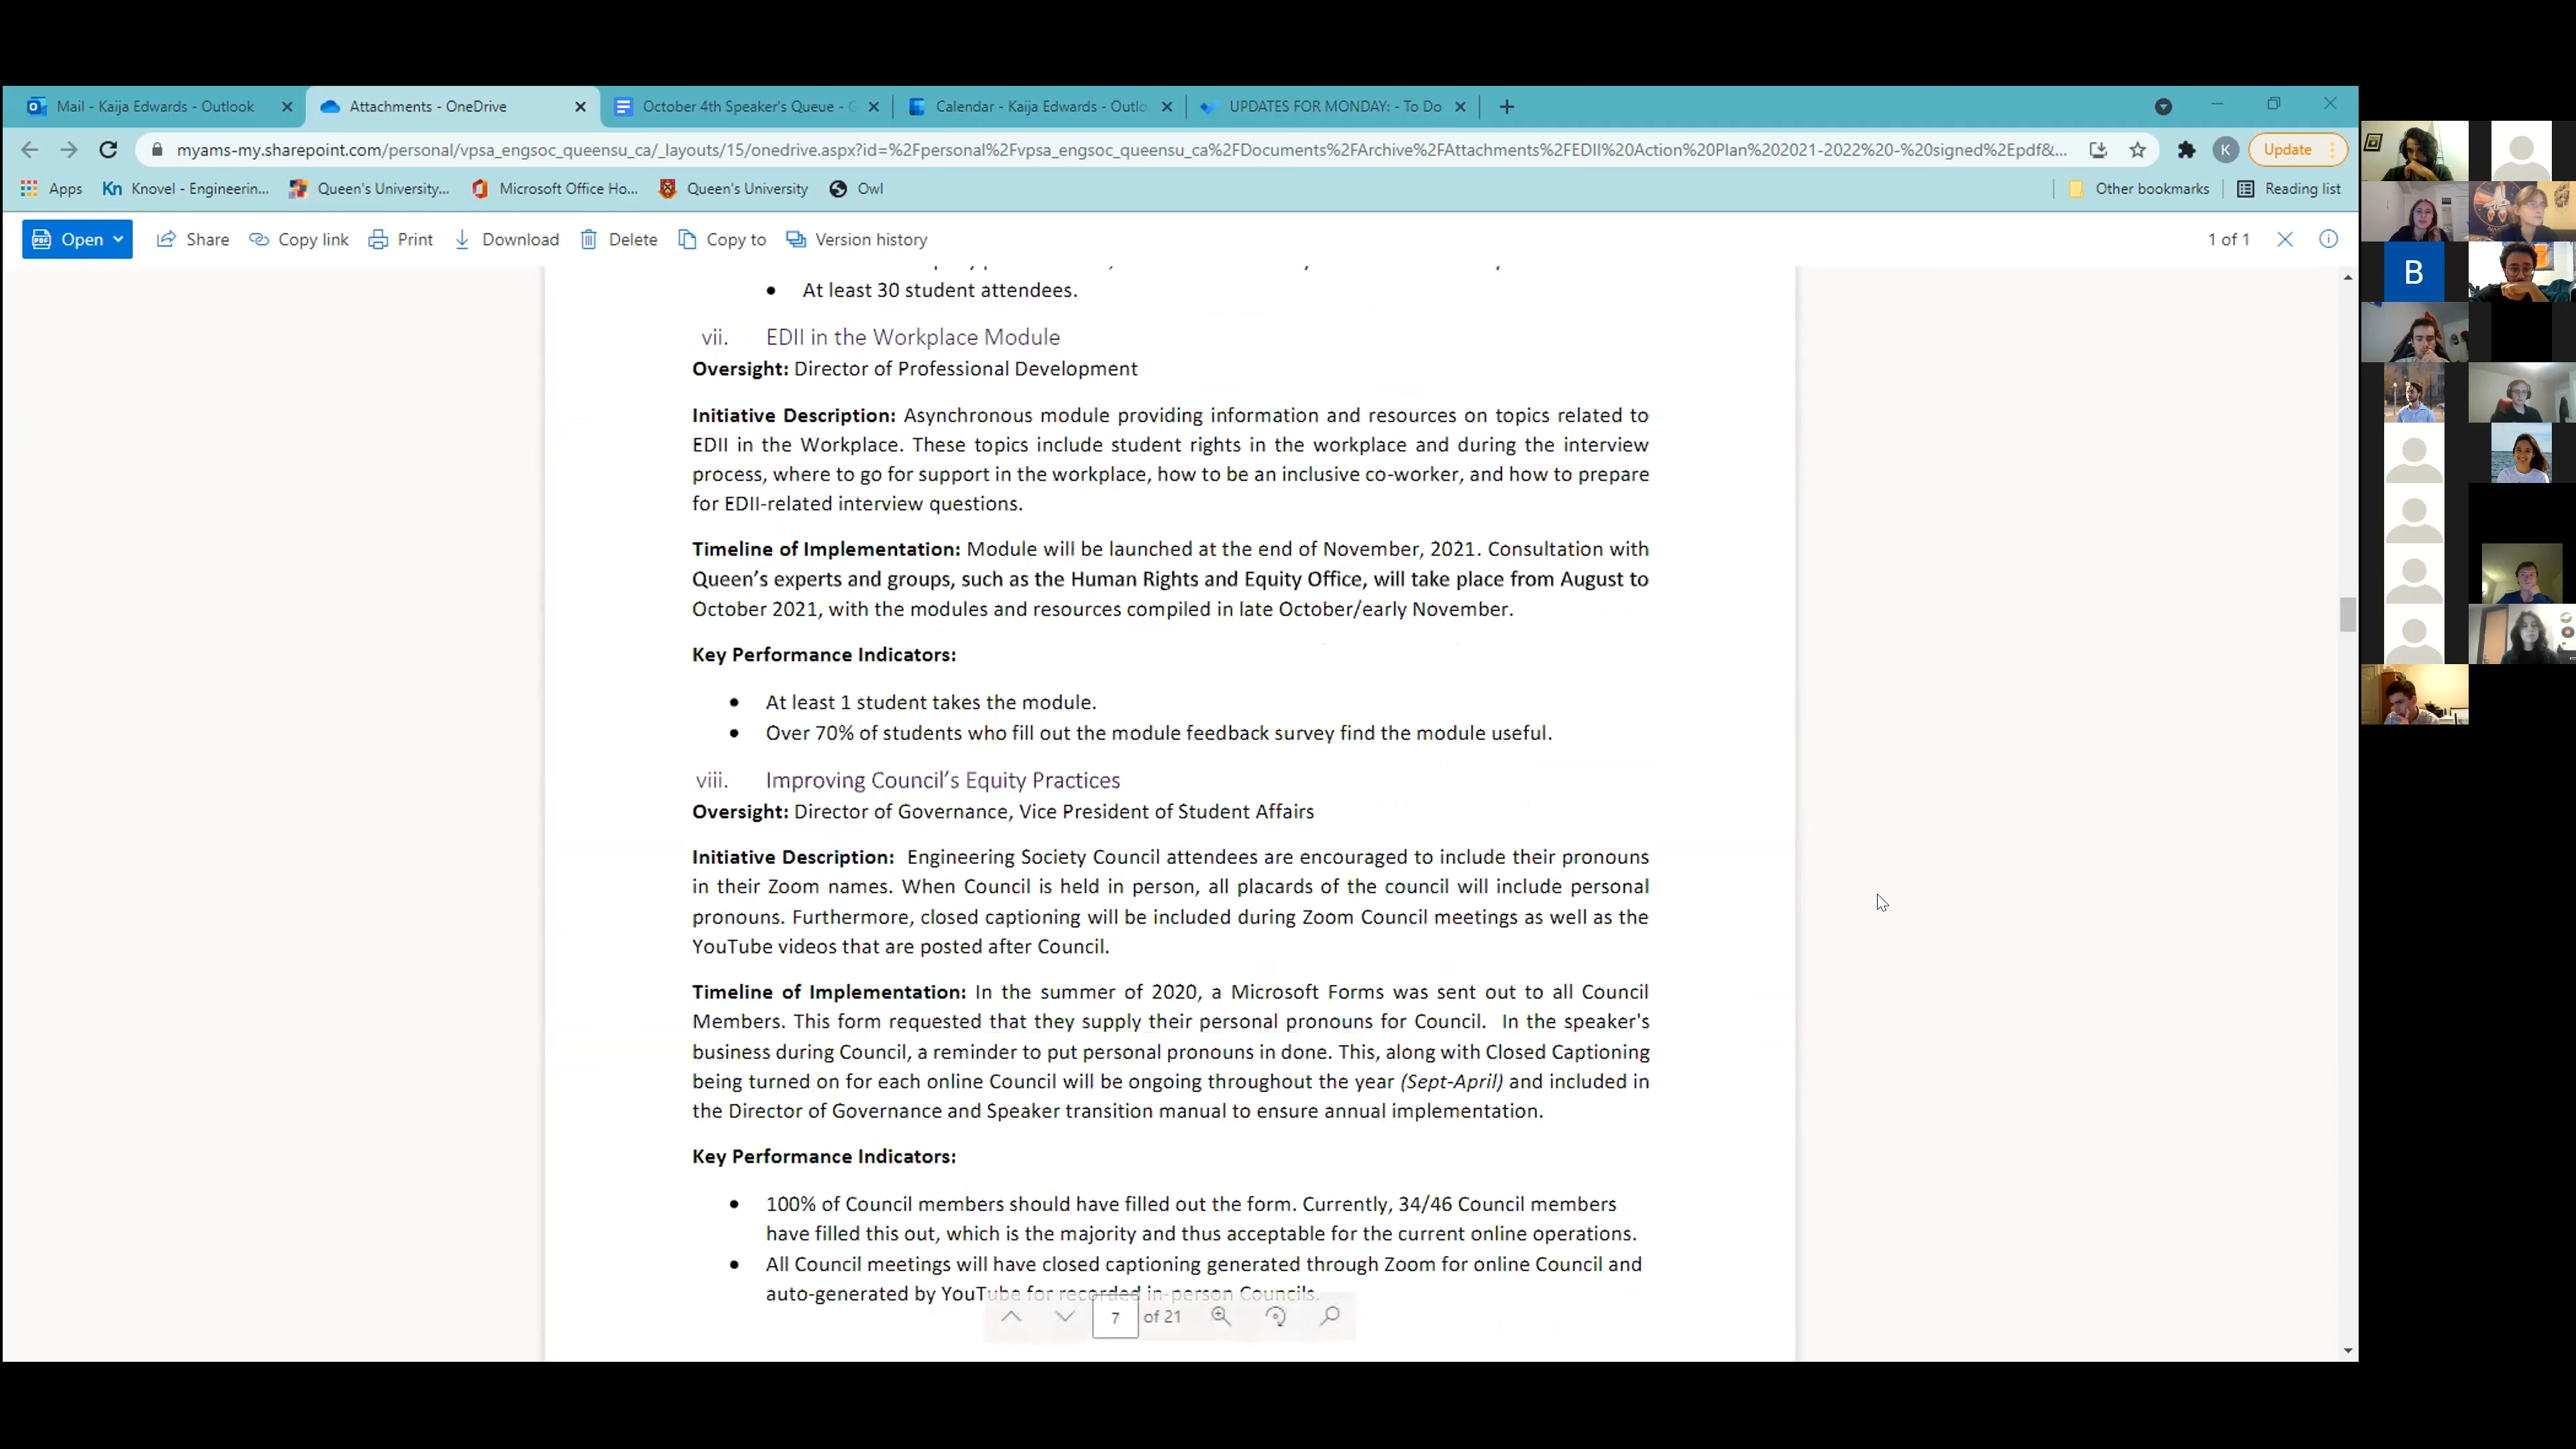 Mail - Kaija Edwards - Outlook
Attachments - OneDrive
October 4th Speaker's Queue - G
Calendar - Kaija Edwards - Outlo
UPDATES FOR MONDAY: - To Do
myams-my.sharepoint.com/personal/vpsa_engsoc_queensu_ca/_layouts/15/onedrive.aspx?id=%2Fpersonal%2Fvpsa_engsoc_queensu_ca%2FDocuments%2FArchive%2FAttachments%2FEDII%20Action%20Plan%202021-2022%20-%20signed%2Epdf&...
K
Update
Apps
Kn Knovel - Engineerin...
Queen's University...
Microsoft Office Ho...
Queen's University
Owl
Other bookmarks
Reading list
Open
Share
Copy link
Print
Download
Delete
Copy to
Version history
1 of 1
B
• At least 30 student attendees.
vii. EDII in the Workplace Module
Oversight: Director of Professional Development
Initiative Description: Asynchronous module providing information and resources on topics related to
EDII in the Workplace. These topics include student rights in the workplace and during the interview
process, where to go for support in the workplace, how to be an inclusive co-worker, and how to prepare
for EDII-related interview questions.
Timeline of Implementation: Module will be launched at the end of November, 2021. Consultation with
Queen's experts and groups, such as the Human Rights and Equity Office, will take place from August to
October 2021, with the modules and resources compiled in late October/early November.
Key Performance Indicators:
• At least 1 student takes the module.
• Over 70% of students who fill out the module feedback survey find the module useful.
viii. Improving Council's Equity Practices
Oversight: Director of Governance, Vice President of Student Affairs
Initiative Description: Engineering Society Council attendees are encouraged to include their pronouns
in their Zoom names. When Council is held in person, all placards of the council will include personal
pronouns. Furthermore, closed captioning will be included during Zoom Council meetings as well as the
YouTube videos that are posted after Council.
Timeline of Implementation: In the summer of 2020, a Microsoft Forms was sent out to all Council
Members. This form requested that they supply their personal pronouns for Council. In the speaker's
business during Council, a reminder to put personal pronouns in done. This, along with Closed Captioning
being turned on for each online Council will be ongoing throughout the year (Sept-April) and included in
the Director of Governance and Speaker transition manual to ensure annual implementation.
Key Performance Indicators:
• 100% of Council members should have filled out the form. Currently, 34/46 Council members
have filled this out, which is the majority and thus acceptable for the current online operations.
• All Council meetings will have closed captioning generated through Zoom for online Council and
auto-generated by YouTube for recorded in-person Councils.
7 of 21